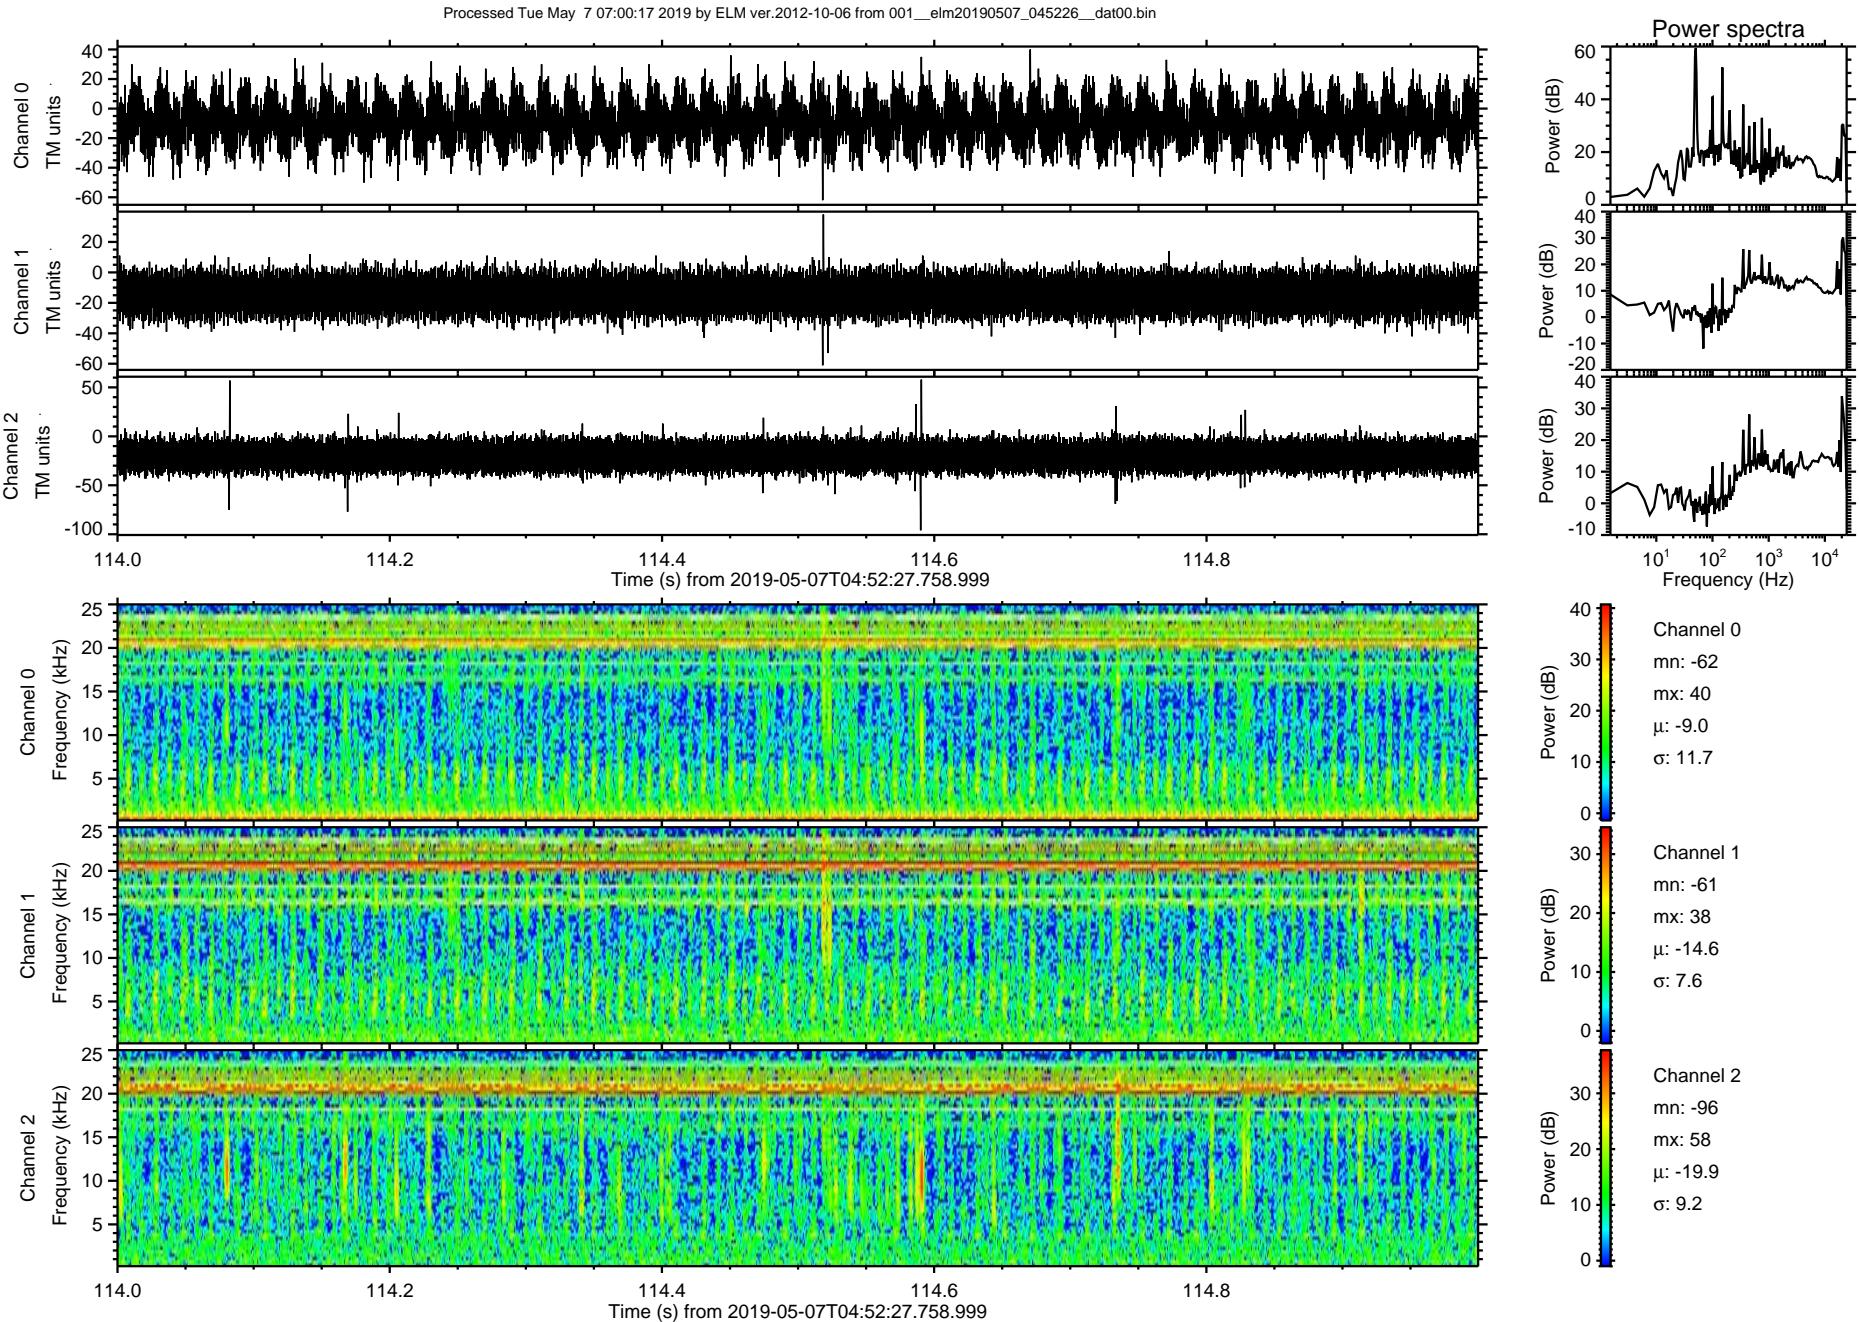 Processed Tue May  7 07:00:17 2019 by ELM ver.2012-10-06 from 001__elm20190507_045226__dat00.bin
Power spectra
Channel 0
TM units
40
20
0
-20
-40
-60
Power (dB)
60
40
20
0
Channel 1
TM units
20
0
-20
-40
-60
Power (dB)
40
30
20
10
0
-10
-20
Channel 2
TM units
50
0
-50
-100
Power (dB)
40
30
20
10
0
-10
114.0 114.2 114.4 114.6 114.8
Time (s) from 2019-05-07T04:52:27.758.999
10¹ 10² 10³ 10⁴
Frequency (Hz)
Channel 0
Frequency (kHz)
25
20
15
10
5
Power (dB)
40
30
20
10
0
Channel 0
mn: -62
mx: 40
μ: -9.0
σ: 11.7
Channel 1
Frequency (kHz)
25
20
15
10
5
Power (dB)
30
20
10
0
Channel 1
mn: -61
mx: 38
μ: -14.6
σ: 7.6
Channel 2
Frequency (kHz)
25
20
15
10
5
Power (dB)
30
20
10
0
Channel 2
mn: -96
mx: 58
μ: -19.9
σ: 9.2
114.0 114.2 114.4 114.6 114.8
Time (s) from 2019-05-07T04:52:27.758.999